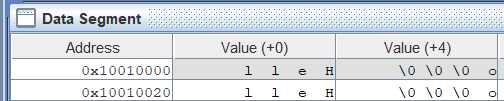 Data Segment
Address Value (+0) Value (+4)
0x10010000 l l e H \0 \0 \0 o
0x10010020 l l e H \0 \0 \0 o